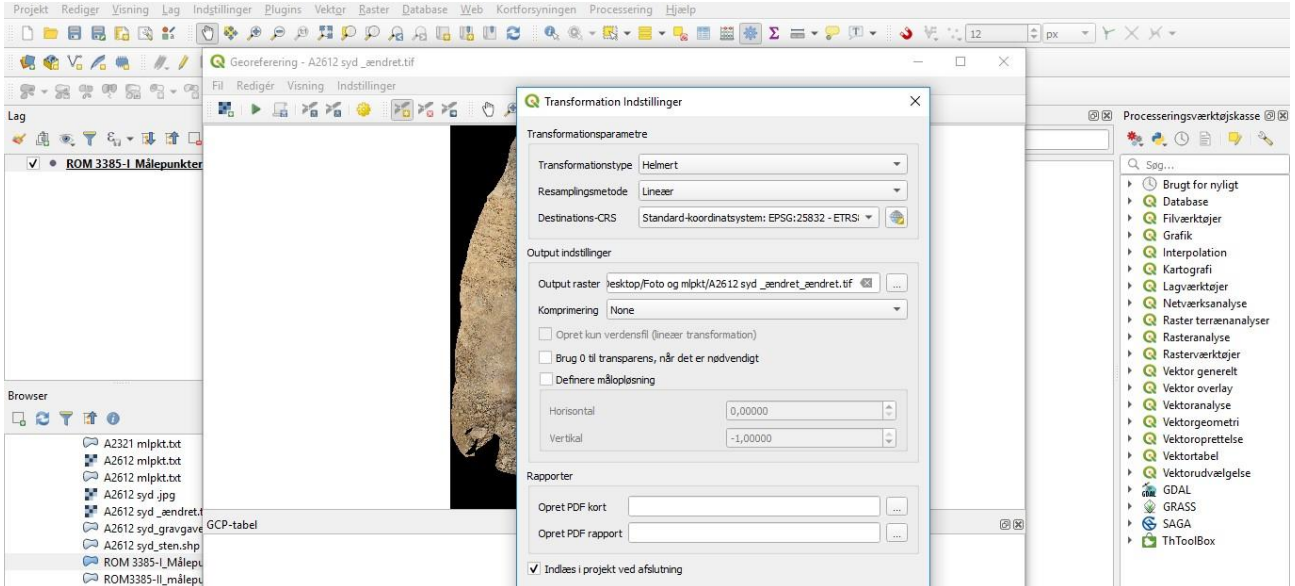 Projekt Rediger Visning Lag Indstillinger Plugins Vektor Raster Database Web Kortforsyningen Processering Hjælp
12
px
Georeferering - A2612 syd _ændret.tif
Fil Redigér Visning Indstillinger
Lag
ROM 3385-I Målepunkter
Browser
A2321 mlpkt.txt
A2612 mlpkt.txt
A2612 mlpkt.txt
A2612 syd .jpg
A2612 syd _ændret.t
A2612 syd_gravgave
A2612 syd_sten.shp
ROM 3385-I_Målepu
ROM3385-II_målepu
GCP-tabel
Transformation Indstillinger
Transformationsparametre
Transformationstype Helmert
Resamplingsmetode Lineær
Destinations-CRS Standard-koordinatsystem: EPSG:25832 - ETRS
Output indstillinger
Output raster Desktop/Foto og mlpkt/A2612 syd _ændret_ændret.tif ...
Komprimering None
Opret kun verdensfil (lineær transformation)
Brug 0 til transparens, når det er nødvendigt
Definere målopløsning
Horisontal 0,00000
Vertikal -1,00000
Rapporter
Opret PDF kort ...
Opret PDF rapport ...
Indlæs i projekt ved afslutning
Processeringsværktøjskasse
Søg...
Brugt for nyligt
Database
Filværktøjer
Grafik
Interpolation
Kartografi
Lagværktøjer
Netværksanalyse
Raster terrænanalyser
Rasteranalyse
Rasterværktøjer
Vektor generelt
Vektor overlay
Vektoranalyse
Vektorgeometri
Vektoroprettelse
Vektortabel
Vektorudvælgelse
GDAL
GRASS
SAGA
ThToolBox